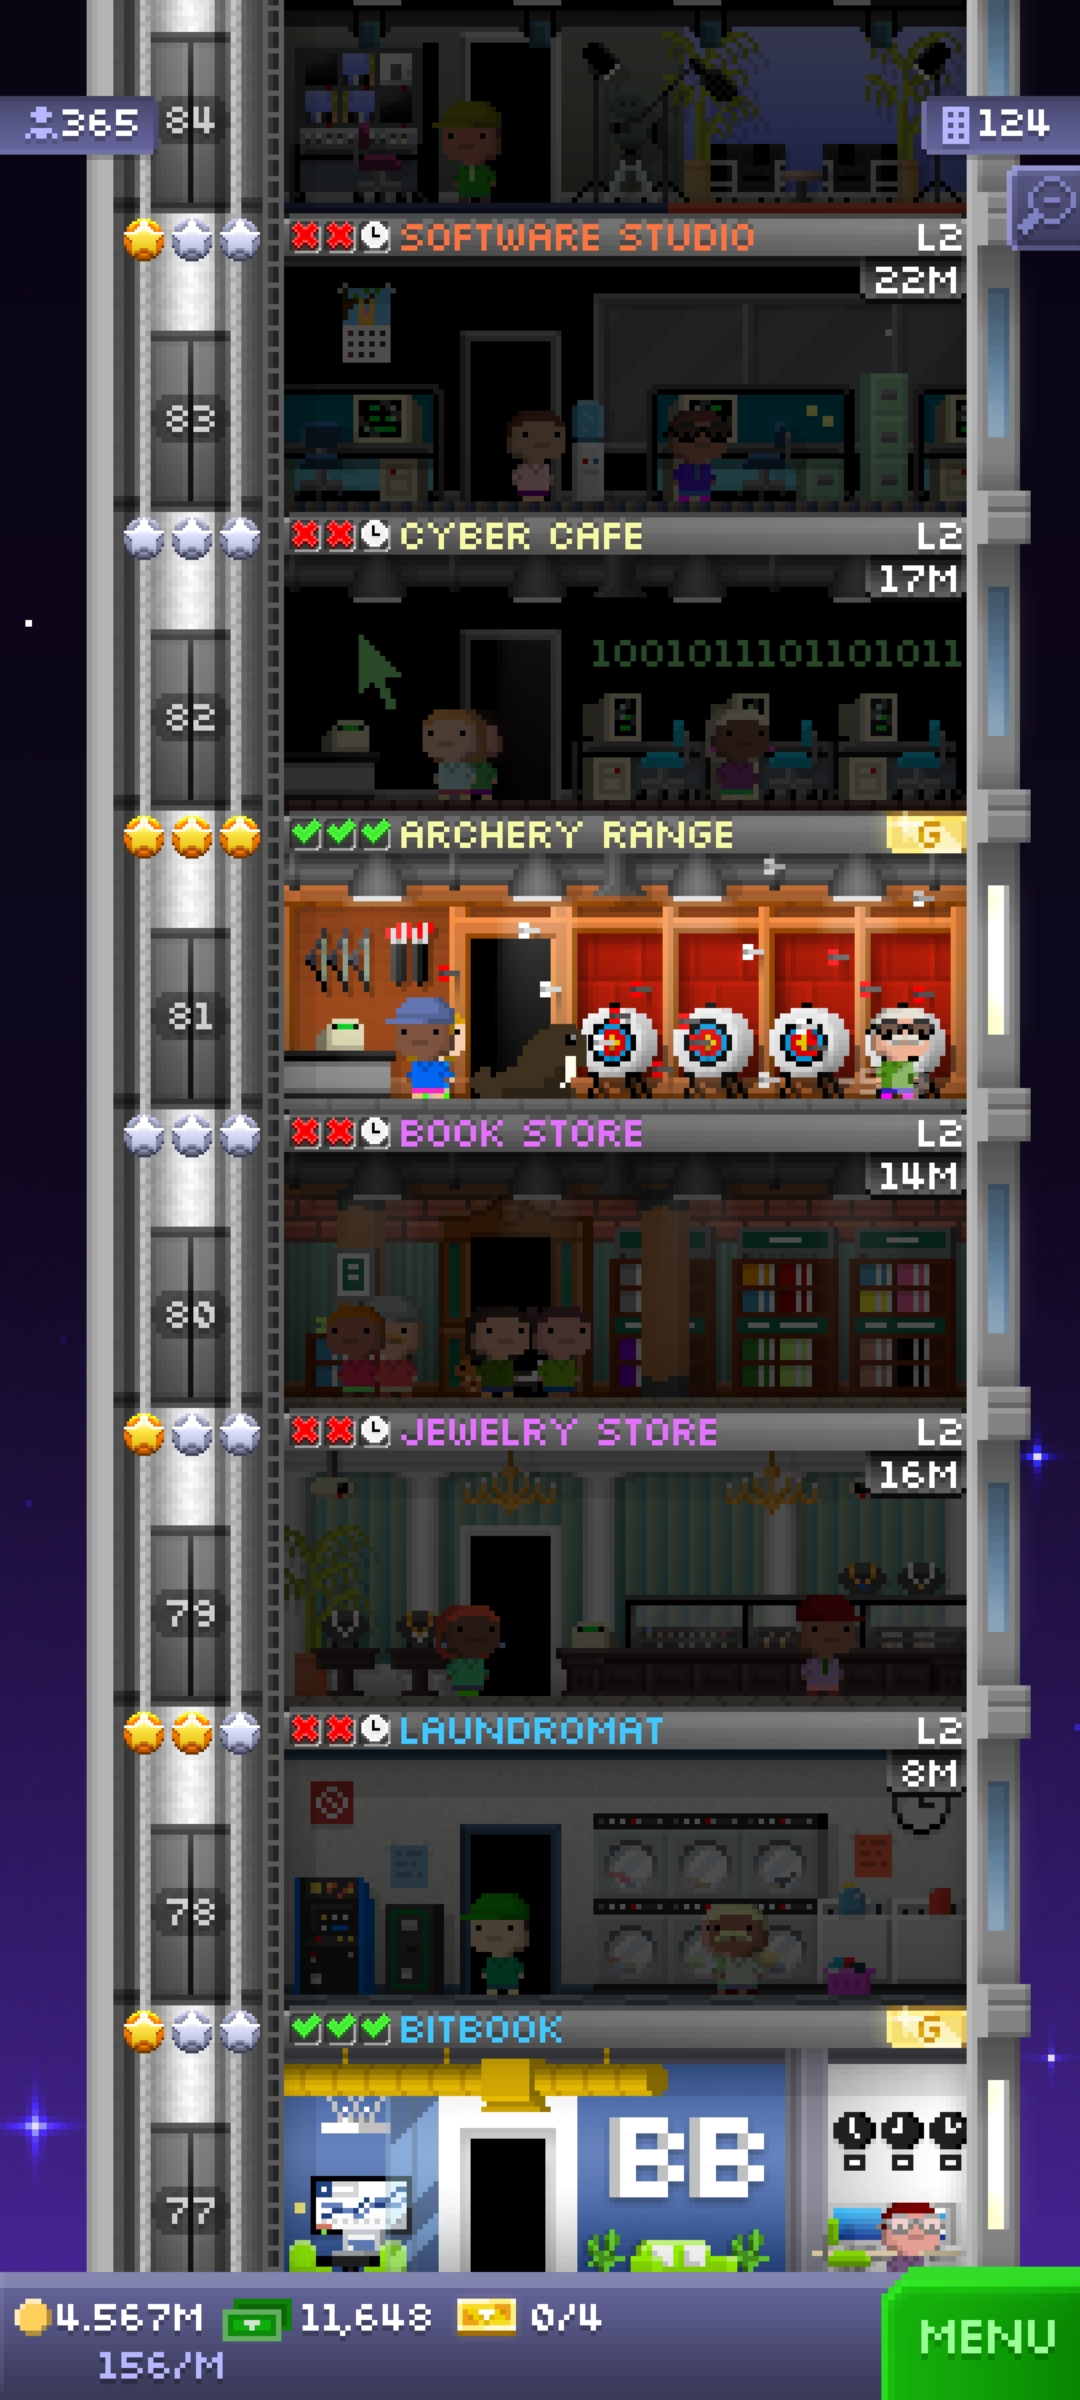 365
84
124
SOFTWARE STUDIO L2
22M
83
CYBER CAFE L2
17M
1001011101101011
82
ARCHERY RANGE G
81
BOOK STORE L2
14M
80
JEWELRY STORE L2
16M
79
LAUNDROMAT L2
8M
78
BITBOOK G
BB
77
4.567M 11,648 0/4
156/M
MENU